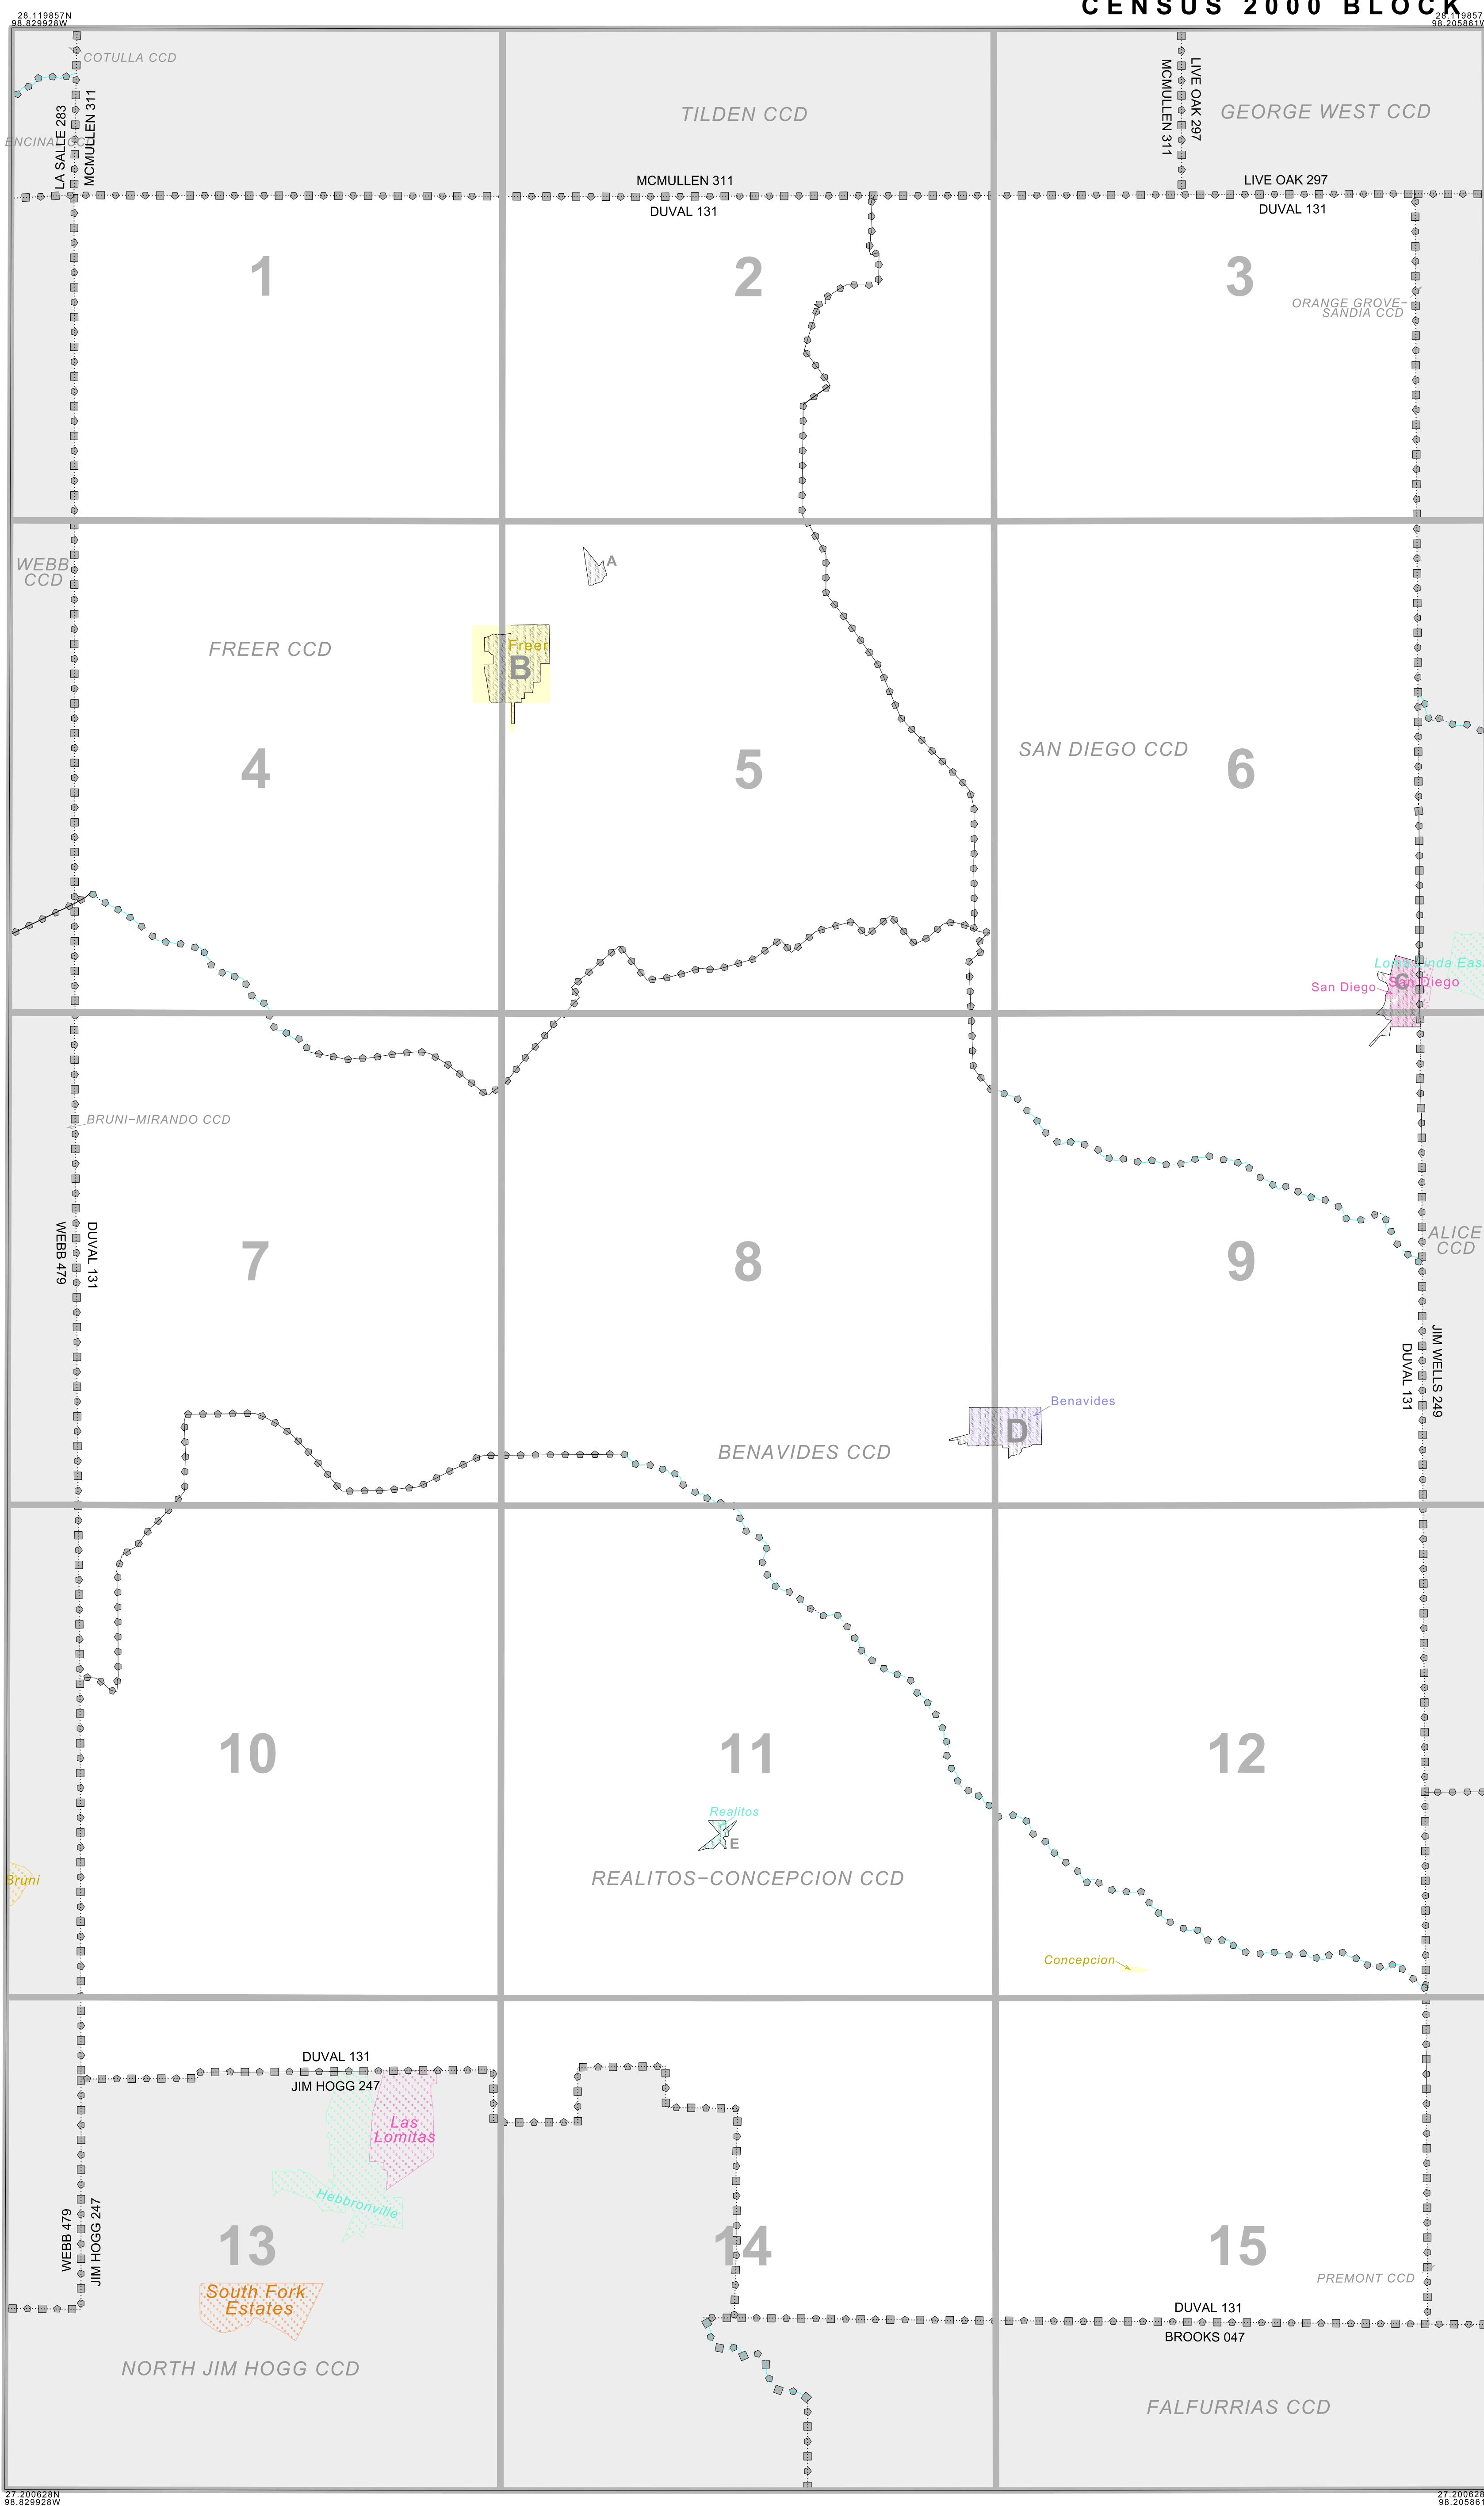 CENSUS 2000 BLOCK
28.119857N
98.829928W
28.119857
98.205861W
COTULLA CCD
ENCINAL CCD
LA SALLE 283
MCMULLEN 311
TILDEN CCD
MCMULLEN 311
LIVE OAK 297
GEORGE WEST CCD
MCMULLEN 311
DUVAL 131
LIVE OAK 297
DUVAL 131
1
2
3
ORANGE GROVE-
SANDIA CCD
WEBB
CCD
A
FREER CCD
Freer
B
SAN DIEGO CCD
4
5
6
Loma Linda Eas
San Diego
C
San Diego
BRUNI-MIRANDO CCD
WEBB 479
DUVAL 131
7
8
9
ALICE
CCD
DUVAL 131
JIM WELLS 249
Benavides
D
BENAVIDES CCD
10
11
12
Realitos
E
REALITOS-CONCEPCION CCD
Bruni
Concepcion
DUVAL 131
JIM HOGG 247
Las
Lomitas
Hebbronville
WEBB 479
JIM HOGG 247
13
14
15
South Fork
Estates
PREMONT CCD
DUVAL 131
BROOKS 047
NORTH JIM HOGG CCD
FALFURRIAS CCD
27.200628N
98.829928W
27.200628
98.205861